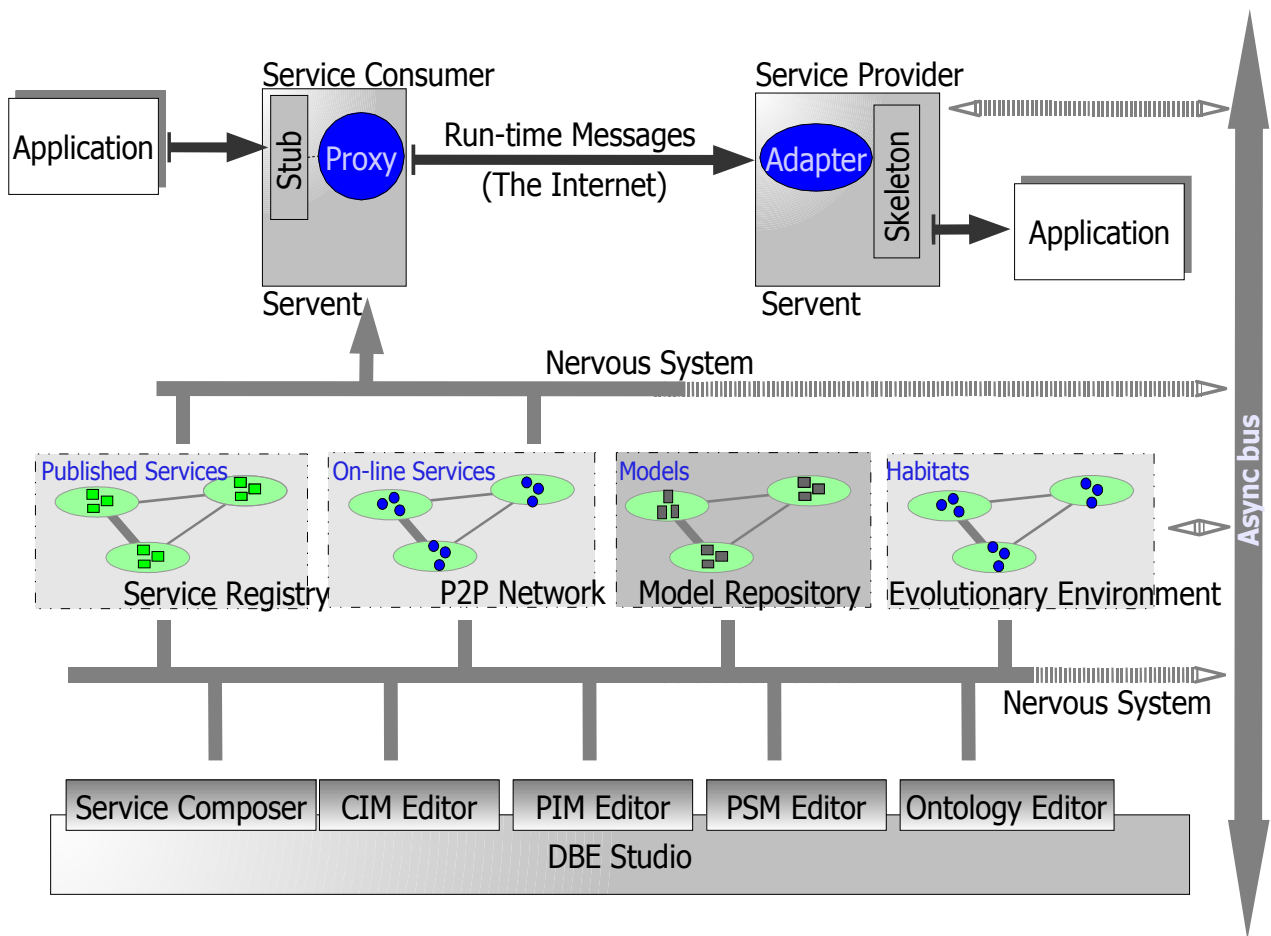 Service Consumer
Service Provider
Application
Stub
Proxy
Run-time Messages
(The Internet)
Adapter
Skeleton
Application
Servent
Servent
Nervous System
Async bus
Published Services
On-line Services
Models
Habitats
Service Registry
P2P Network
Model Repository
Evolutionary Environment
Nervous System
Service Composer
CIM Editor
PIM Editor
PSM Editor
Ontology Editor
DBE Studio